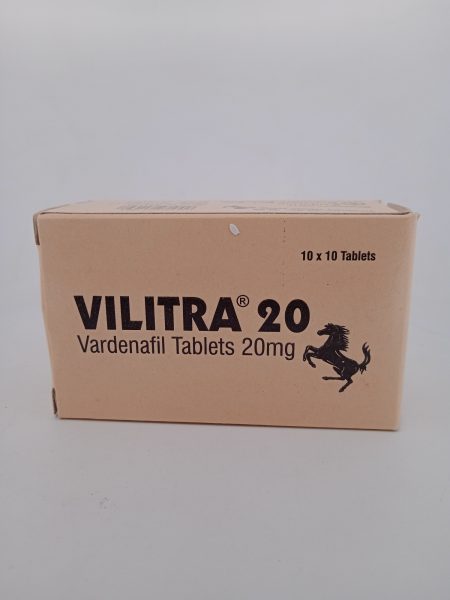 10 x 10 Tablets
VILITRA® 20
Vardenafil Tablets 20mg